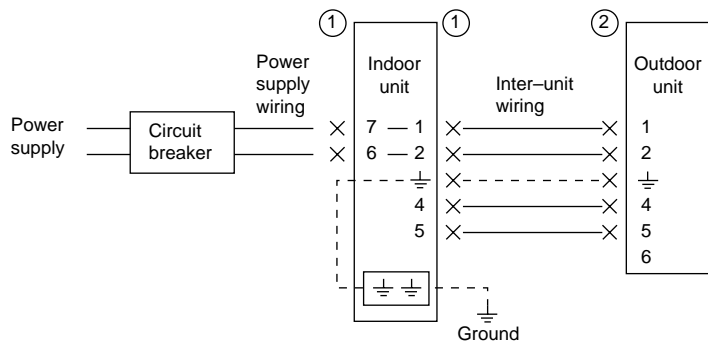 1 1 2
Power
supply
wiring
Indoor
unit
Inter–unit
wiring
Outdoor
unit
Power
supply
Circuit
breaker
7 — 1
6 — 2
4
5
1
2
4
5
6
Ground